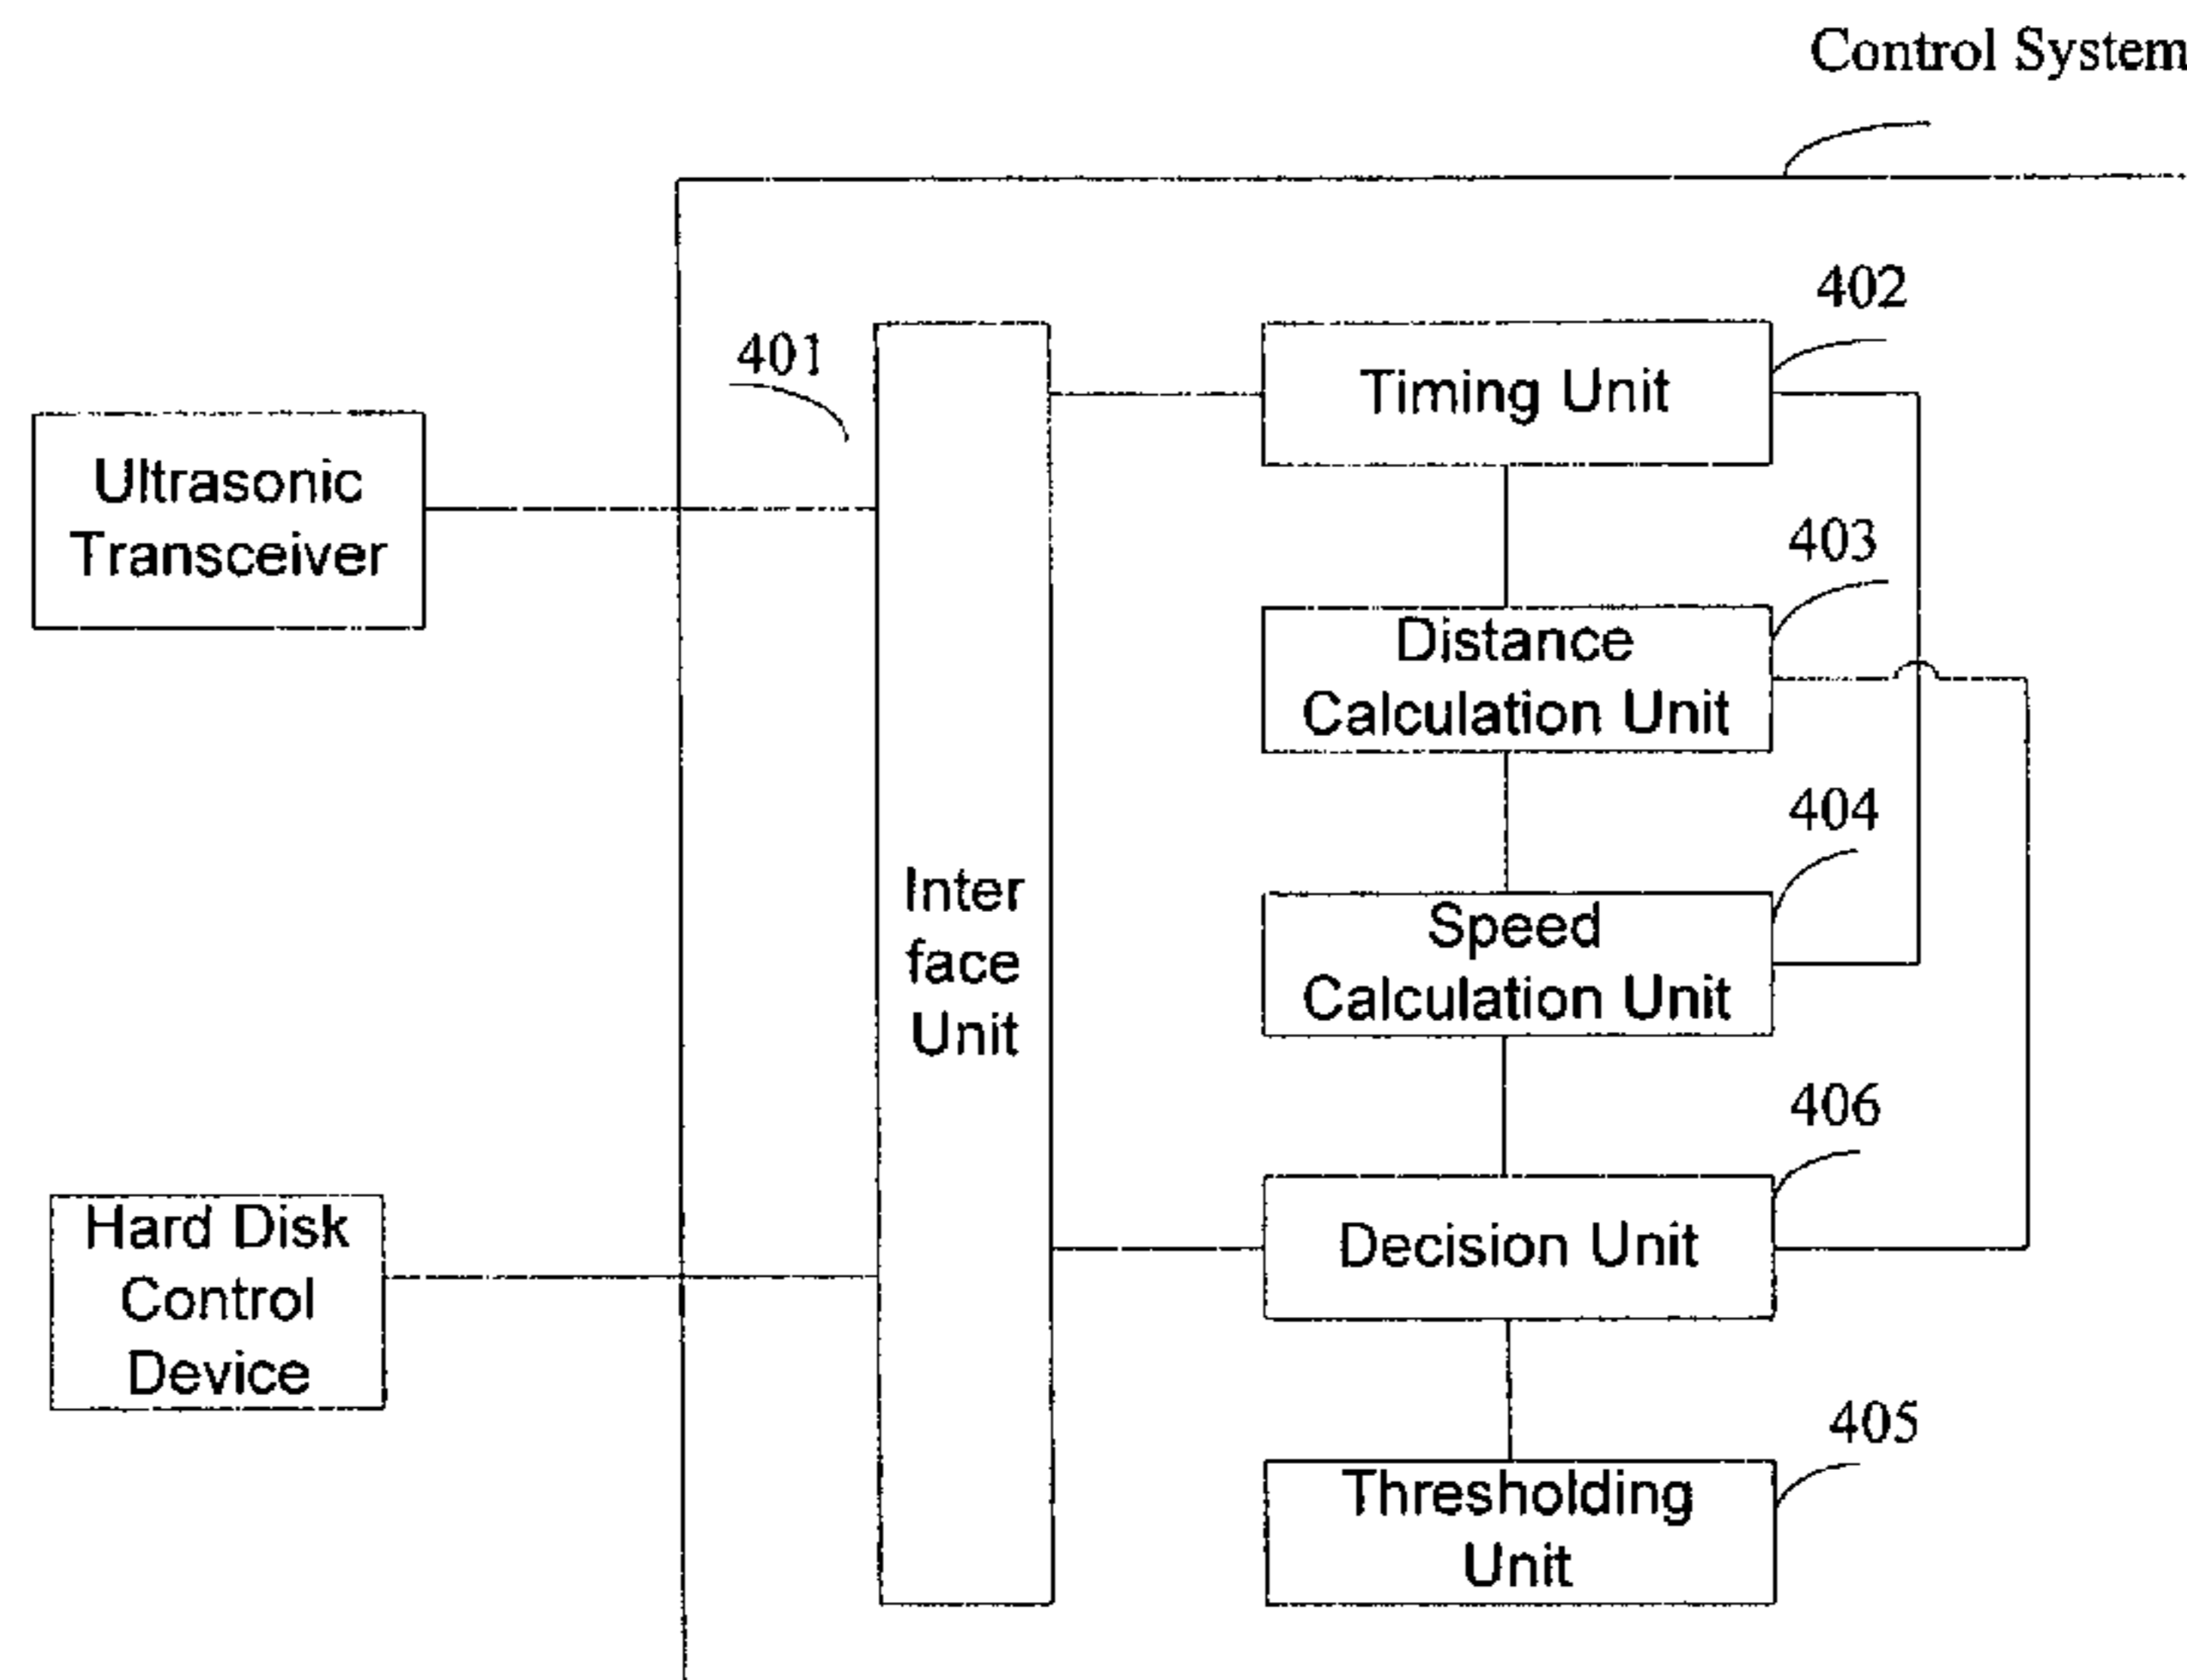 Control System
402
401
Timing Unit
Ultrasonic
Transceiver
403
Distance
Calculation Unit
404
Inter
face
Unit
Speed
Calculation Unit
406
Hard Disk
Control
Device
Decision Unit
405
Thresholding
Unit